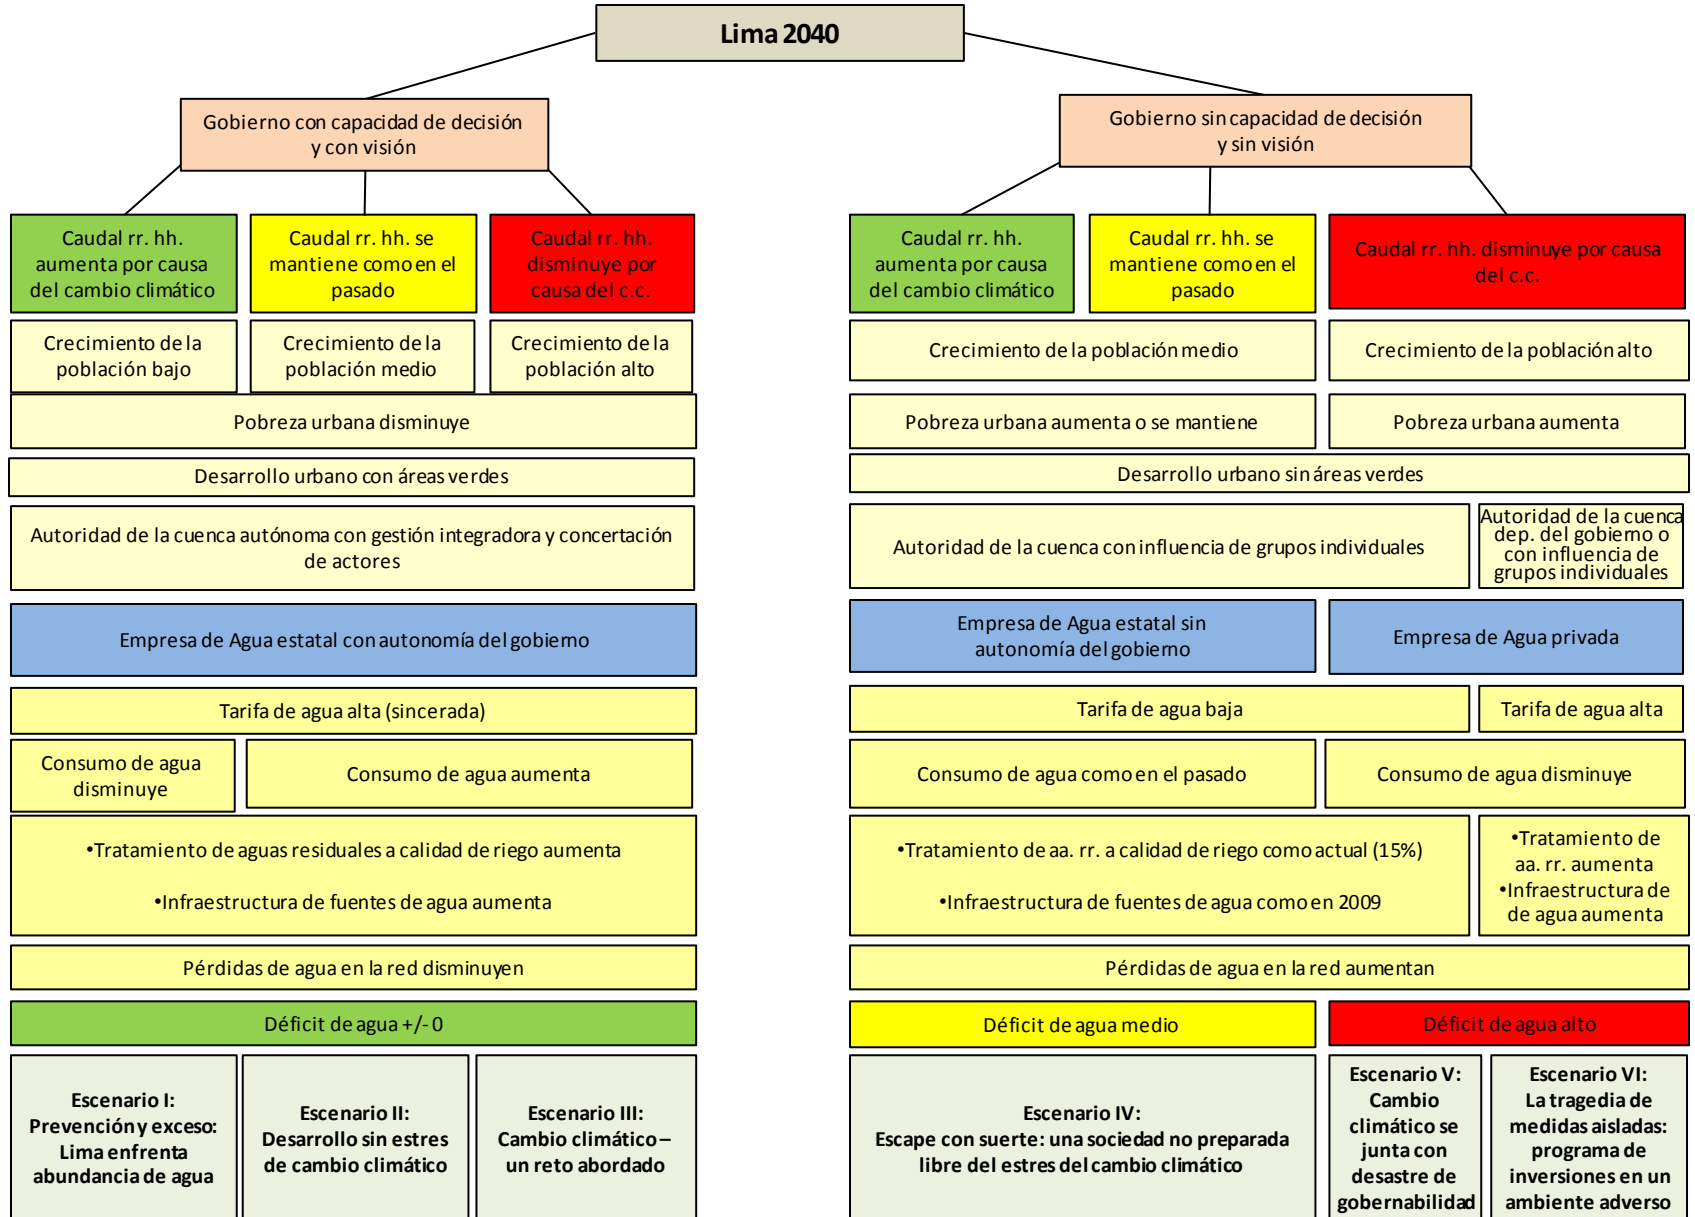 Lima 2040
Gobierno con capacidad de decisión
y con visión
Gobierno sin capacidad de decisión
y sin visión
Caudal rr. hh.
aumenta por causa
del cambio climático
Caudal rr. hh. se
mantiene como en el
pasado
Caudal rr. hh.
disminuye por
causa del c.c.
Caudal rr. hh.
aumenta por causa
del cambio climático
Caudal rr. hh. se
mantiene como en el
pasado
Caudal rr. hh. disminuye por causa
del c.c.
Crecimiento de la
población bajo
Crecimiento de la
población medio
Crecimiento de la
población alto
Crecimiento de la población medio
Crecimiento de la población alto
Pobreza urbana disminuye
Pobreza urbana aumenta o se mantiene
Pobreza urbana aumenta
Desarrollo urbano con áreas verdes
Desarrollo urbano sin áreas verdes
Autoridad de la cuenca autónoma con gestión integradora y concertación
de actores
Autoridad de la cuenca con influencia de grupos individuales
Autoridad de la cuenca
dep. del gobierno o
con influencia de
grupos individuales
Empresa de Agua estatal con autonomía del gobierno
Empresa de Agua estatal sin
autonomía del gobierno
Empresa de Agua privada
Tarifa de agua alta (sincerada)
Tarifa de agua baja
Tarifa de agua alta
Consumo de agua
disminuye
Consumo de agua aumenta
Consumo de agua como en el pasado
Consumo de agua disminuye
•Tratamiento de aguas residuales a calidad de riego aumenta
•Infraestructura de fuentes de agua aumenta
•Tratamiento de aa. rr. a calidad de riego como actual (15%)
•Infraestructura de fuentes de agua como en 2009
•Tratamiento de
aa. rr. aumenta
•Infraestructura de
de agua aumenta
Pérdidas de agua en la red disminuyen
Pérdidas de agua en la red aumentan
Déficit de agua +/- 0
Déficit de agua medio
Déficit de agua alto
Escenario I:
Prevención y exceso:
Lima enfrenta
abundancia de agua
Escenario II:
Desarrollo sin estres
de cambio climático
Escenario III:
Cambio climático –
un reto abordado
Escenario IV:
Escape con suerte: una sociedad no preparada
libre del estres del cambio climático
Escenario V:
Cambio
climático se
junta con
desastre de
gobernabilidad
Escenario VI:
La tragedia de
medidas aisladas:
programa de
inversiones en un
ambiente adverso